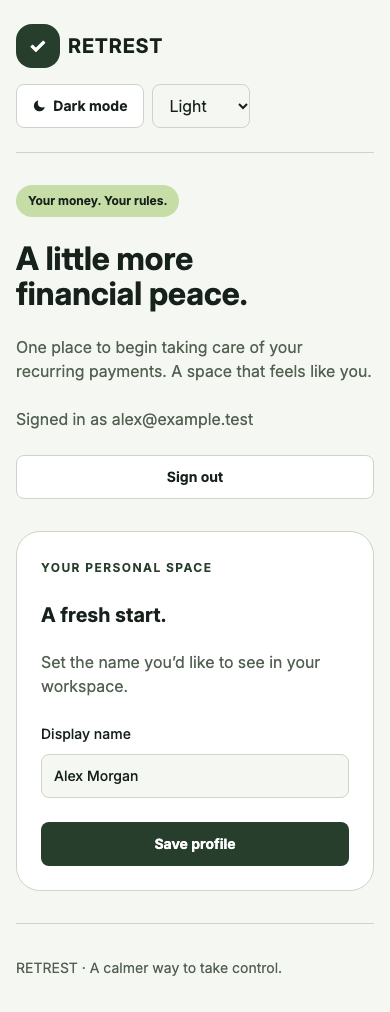 RETREST
Dark mode
Light
Your money. Your rules.
A little more
financial peace.
One place to begin taking care of your
recurring payments. A space that feels like you.
Signed in as alex@example.test
Sign out
YOUR PERSONAL SPACE
A fresh start.
Set the name you’d like to see in your
workspace.
Display name
Alex Morgan
Save profile
RETREST · A calmer way to take control.